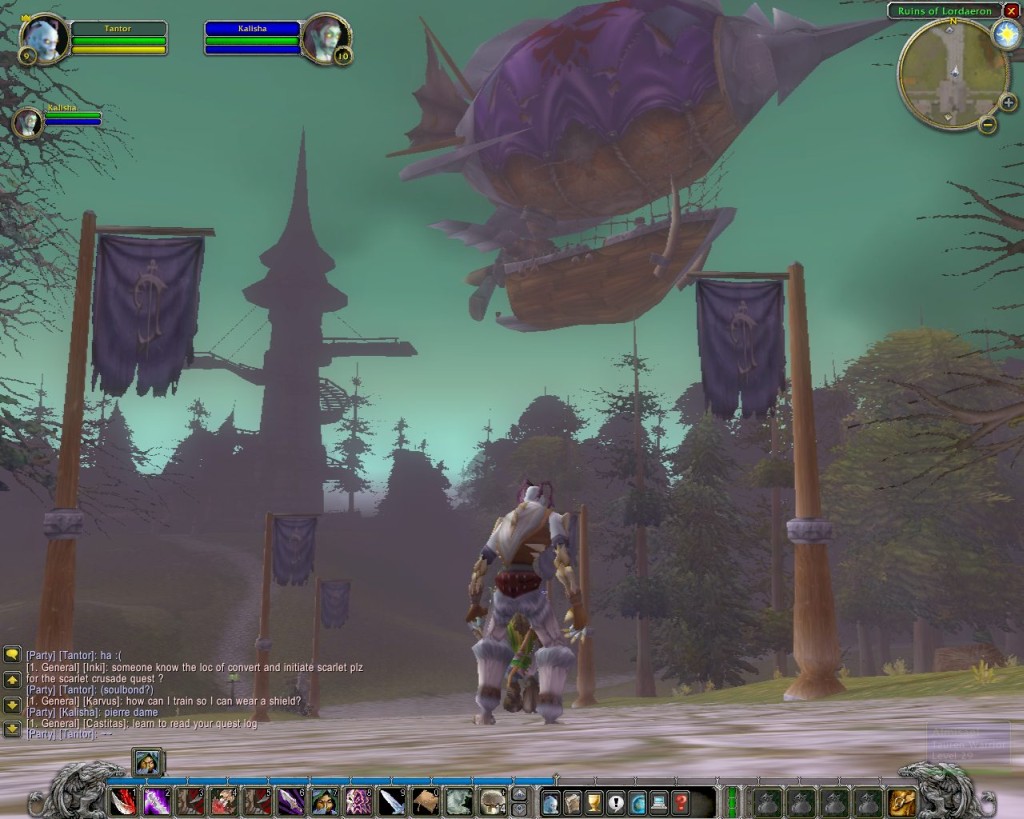 Tantor
Kalisha
Ruins of Lordaeron
N
9
10
Kalisha
[Party] [Tantor]: ha :(
[1. General] [Inki]: someone know the loc of convert and initiate scarlet plz
for the scarlet crusade quest ?
[Party] [Tantor]: (soulbond?)
[1. General] [Karvus]: how can I train so I can wear a shield?
[Party] [Kalisha]: pierre dame
[1. General] [Castitas]: learn to read your quest log
[Party] [Tantor]: ~~